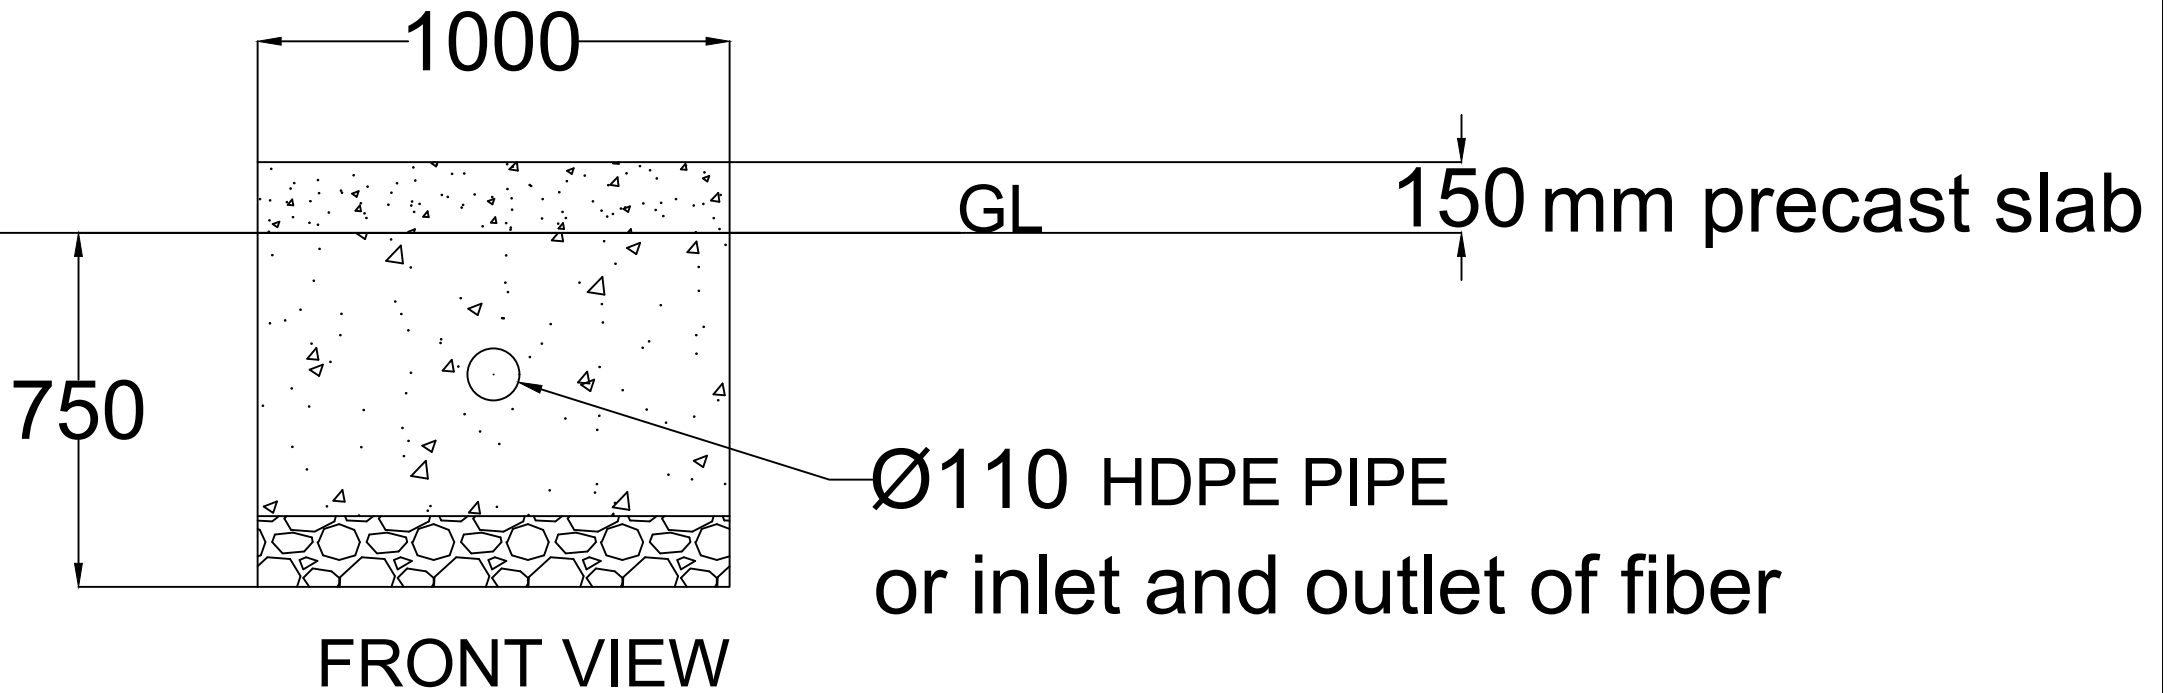 1000
GL
150 mm precast slab
750
Ø110 HDPE PIPE
or inlet and outlet of fiber
FRONT VIEW